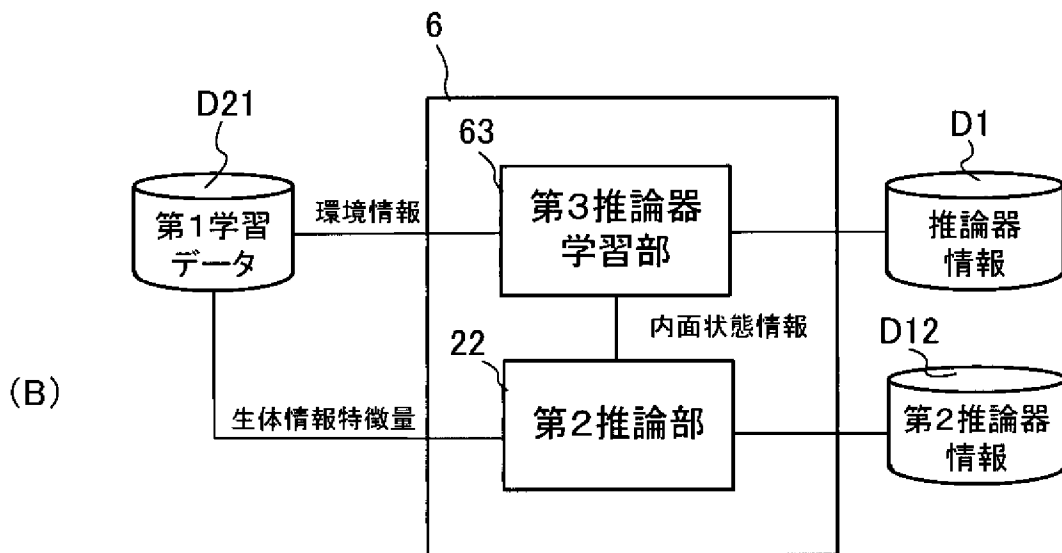 6
D21
63
D1
第1学習
データ
環境情報
第3推論器
学習部
推論器
情報
内面状態情報
22
D12
(B)
生体情報特徴量
第2推論部
第2推論器
情報